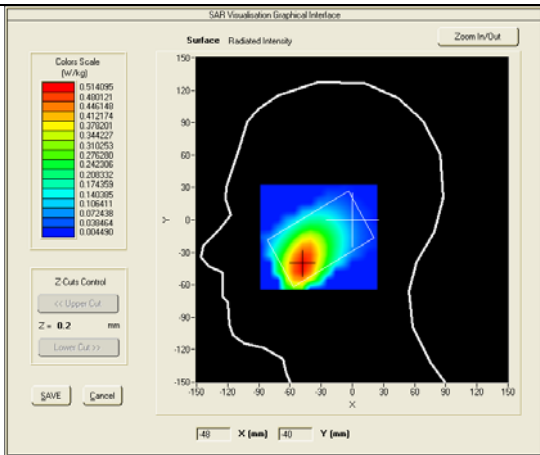 SAR Visualisation Graphical Interface
Surface Radiated Intensity
Zoom In/Out
Colors Scale
(W/kg)
0.514095
0.480121
0.446148
0.412174
0.378201
0.344227
0.310253
0.276280
0.242306
0.208332
0.174359
0.140385
0.106411
0.072438
0.038464
0.004490
Z Cuts Control
<< Upper Cut
Z = 0.2 mm
Lower Cut >>
SAVE Cancel
150
120
90
60
30
Y 0
-30
-60
-90
-120
-150
-150 -120 -90 -60 -30 0 30 60 90 120 150
X
-48 X (mm) -40 Y (mm)